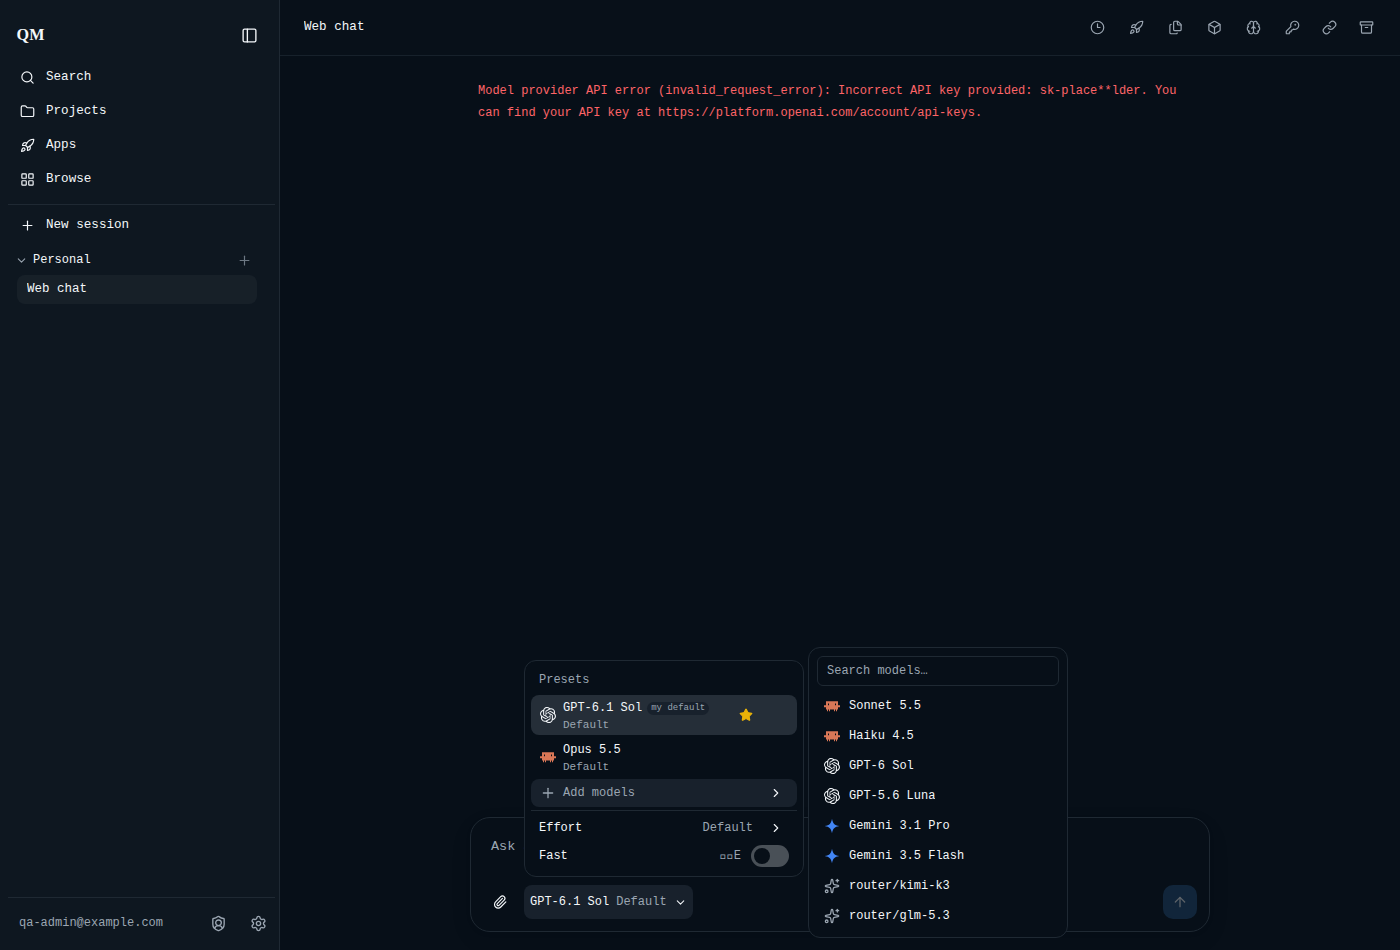 QM
Search
Projects
Apps
Browse
New session
Personal
Web chat
qa-admin@example.com
Web chat
Model provider API error (invalid_request_error): Incorrect API key provided: sk-place**lder. You
can find your API key at https://platform.openai.com/account/api-keys.
Presets
GPT-6.1 Sol my default
Default
Opus 5.5
Default
Add models
Effort Default
Fast E
Ask
GPT-6.1 Sol Default
Search models…
Sonnet 5.5
Haiku 4.5
GPT-6 Sol
GPT-5.6 Luna
Gemini 3.1 Pro
Gemini 3.5 Flash
router/kimi-k3
router/glm-5.3